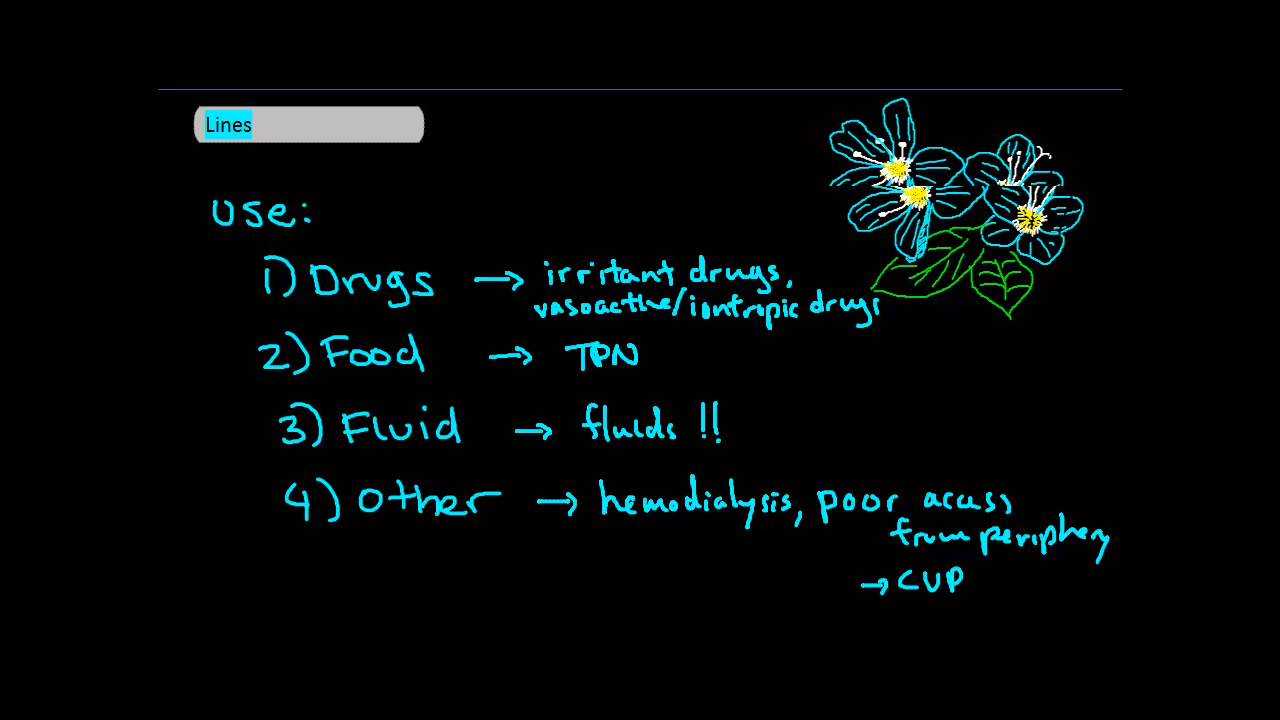 Lines
Use:
1) Drugs → irritant drugs,
vasoactive/iontropic drugs
2) Food → TPN
3) Fluid → fluids !!
4) Other → hemodialysis, poor acess
from periphery
→ CVP